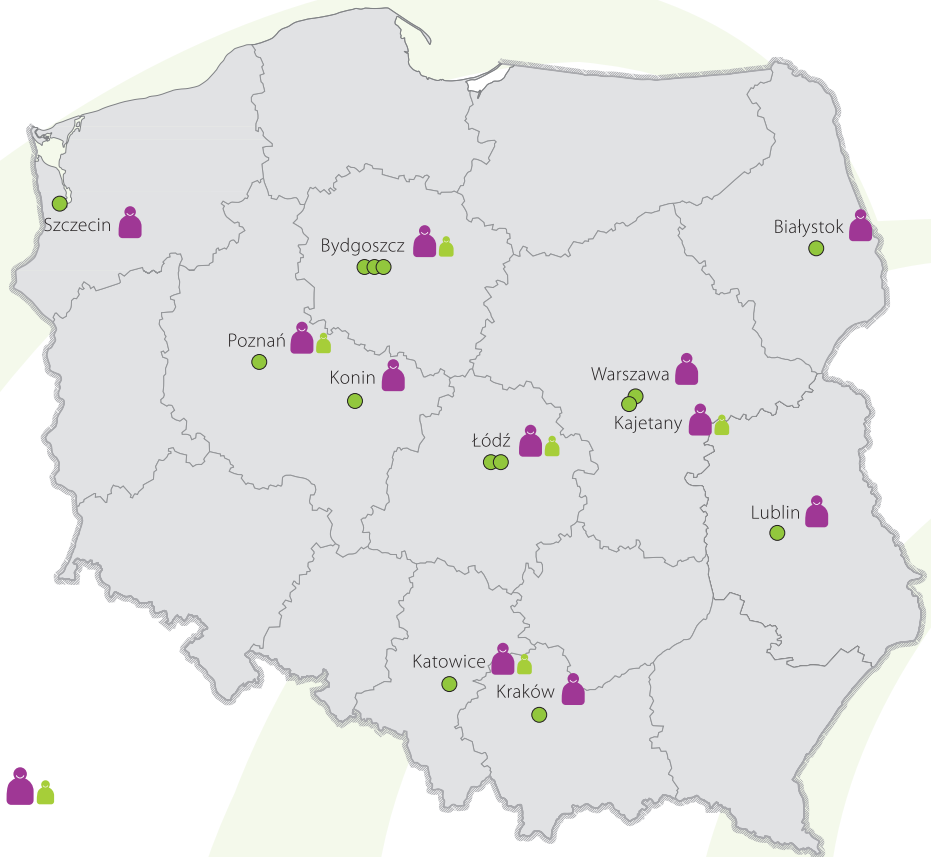 Szczecin
Białystok
Bydgoszcz
Poznań
Konin
Warszawa
Kajetany
Łódź
Lublin
Katowice
Kraków